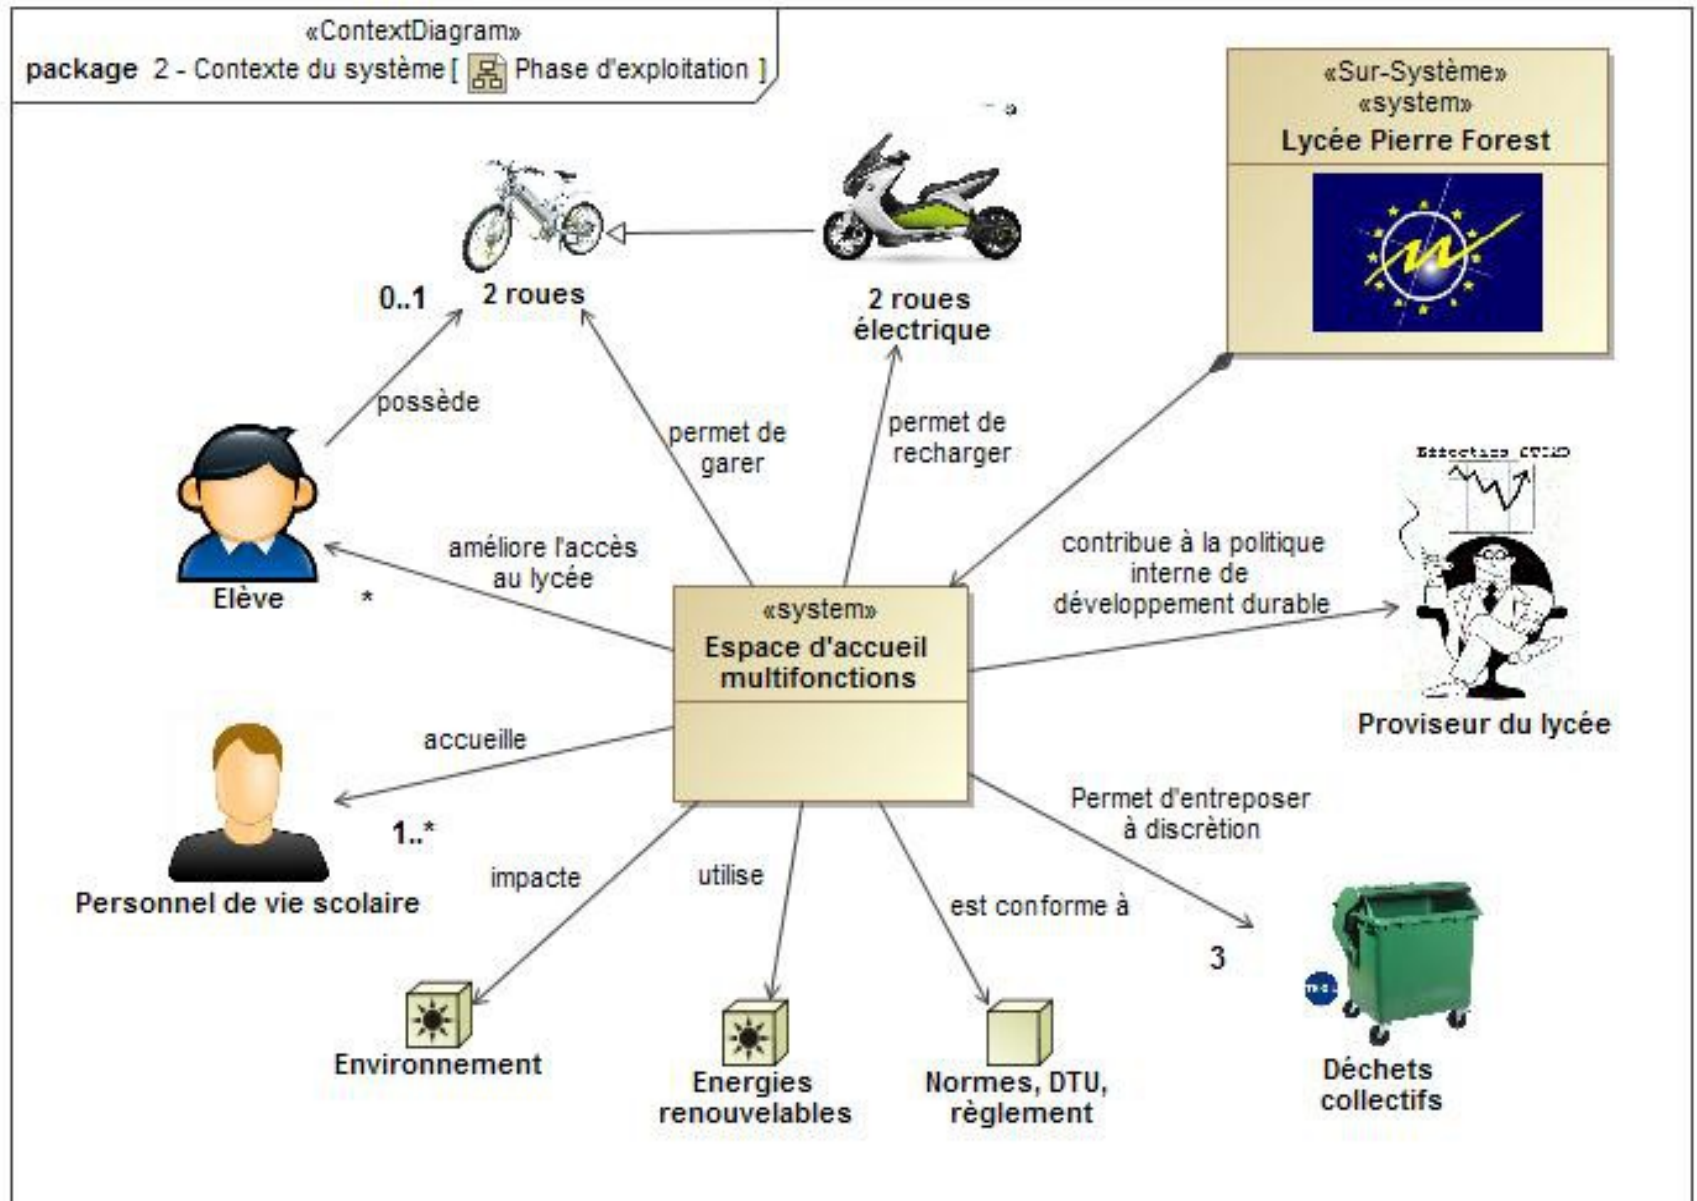 «ContextDiagram»
package 2 - Contexte du système [ Phase d'exploitation ]
«Sur-Système»
«system»
Lycée Pierre Forest
0..1
2 roues
2 roues
électrique
possède
permet de
garer
permet de
recharger
améliore l'accès
au lycée
contribue à la politique
interne de
développement durable
Elève
*
«system»
Espace d'accueil
multifonctions
Proviseur du lycée
accueille
1..*
Personnel de vie scolaire
Permet d'entreposer
à discrètion
impacte
utilise
est conforme à
3
Environnement
Energies
renouvelables
Normes, DTU,
règlement
Déchets
collectifs